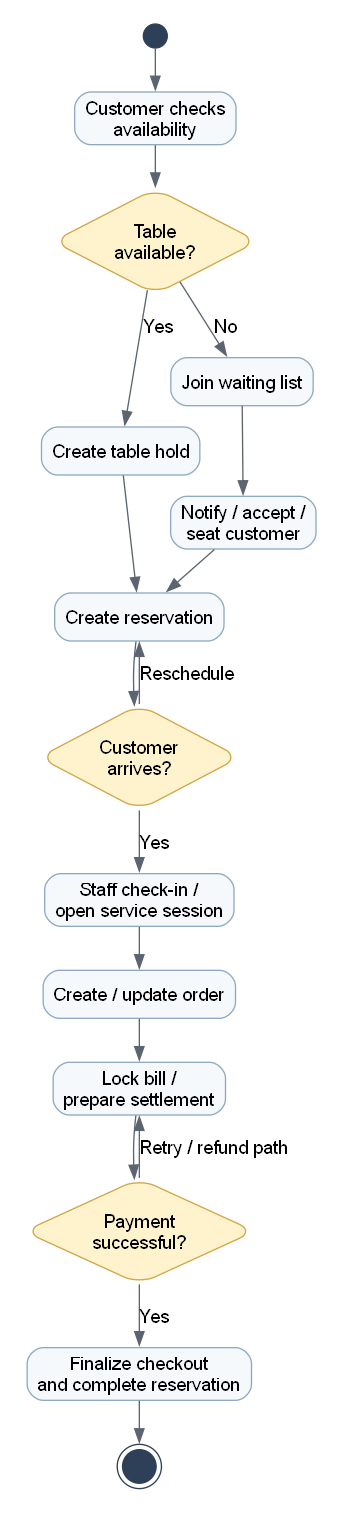 Customer checks
availability
Table
available?
Yes
No
Join waiting list
Create table hold
Notify / accept /
seat customer
Create reservation
Reschedule
Customer
arrives?
Yes
Staff check-in /
open service session
Create / update order
Lock bill /
prepare settlement
Retry / refund path
Payment
successful?
Yes
Finalize checkout
and complete reservation